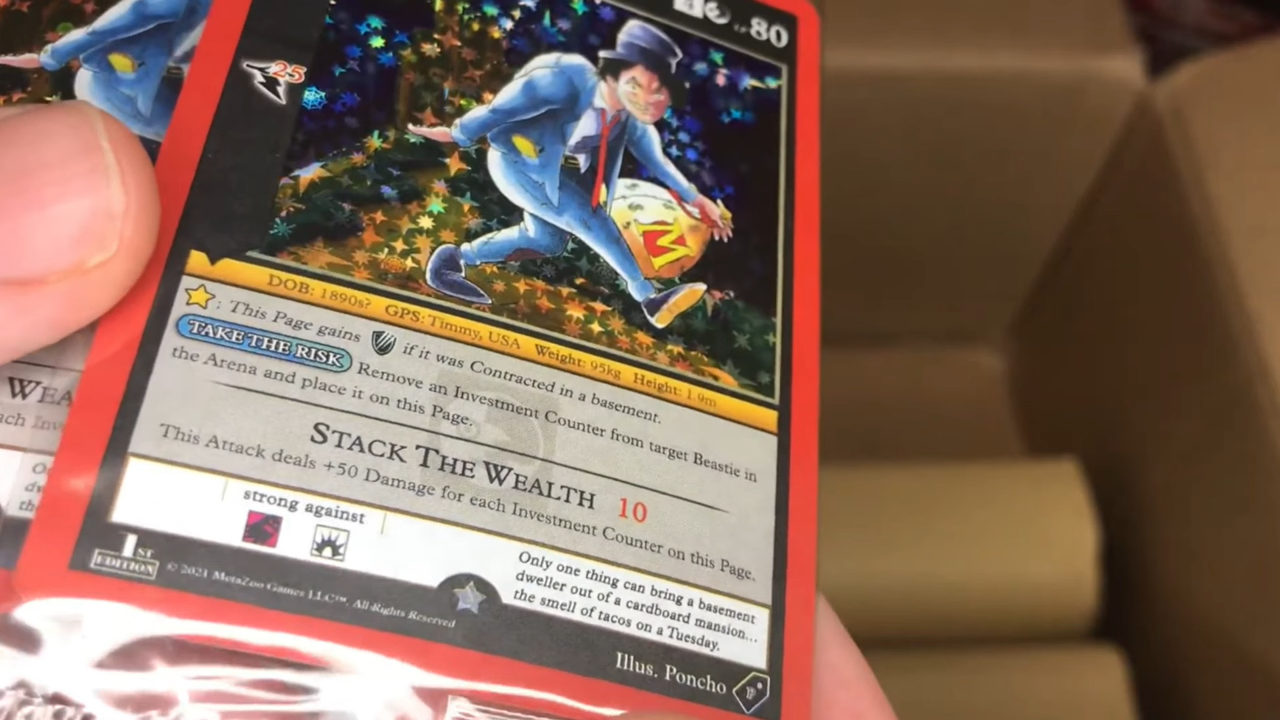 LP 80
25
M
DOB: 1890s? GPS: Timmy, USA Weight: 95kg Height: 1.9m
: This Page gains if it was Contracted in a basement.
TAKE THE RISK Remove an Investment Counter from target Beastie in
the Arena and place it on this Page.
STACK THE WEALTH 10
This Attack deals +50 Damage for each Investment Counter on this Page.
strong against
Only one thing can bring a basement
dweller out of a cardboard mansion...
the smell of tacos on a Tuesday.
1ST
EDITION
© 2021 MetaZoo Games LLC™. All Rights Reserved
Illus. Poncho
P
WEA
ach Inv